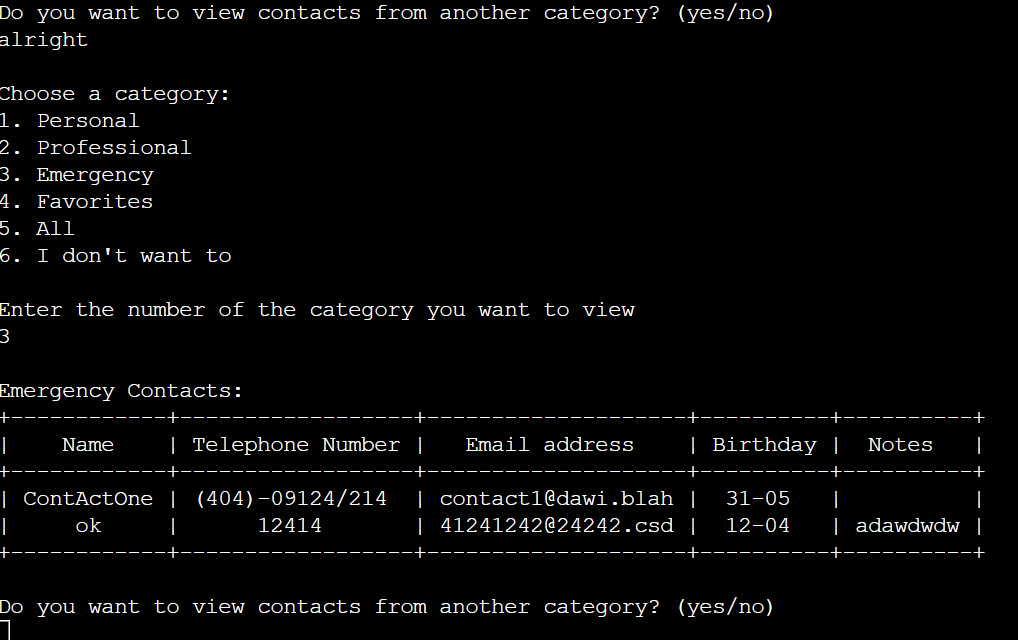 Do you want to view contacts from another category? (yes/no)
alright
Choose a category:
1. Personal
2. Professional
3. Emergency
4. Favorites
5. All
6. I don't want to
Enter the number of the category you want to view
3
Emergency Contacts:
+------------+------------------+--------------------+----------+----------+
|    Name    | Telephone Number |   Email address    | Birthday |  Notes   |
+------------+------------------+--------------------+----------+----------+
| ContActOne | (404)-09124/214  | contact1@dawi.blah |  31-05   |          |
|     ok     |      12414       | 41241242@24242.csd |  12-04   | adawdwdw |
+------------+------------------+--------------------+----------+----------+
Do you want to view contacts from another category? (yes/no)